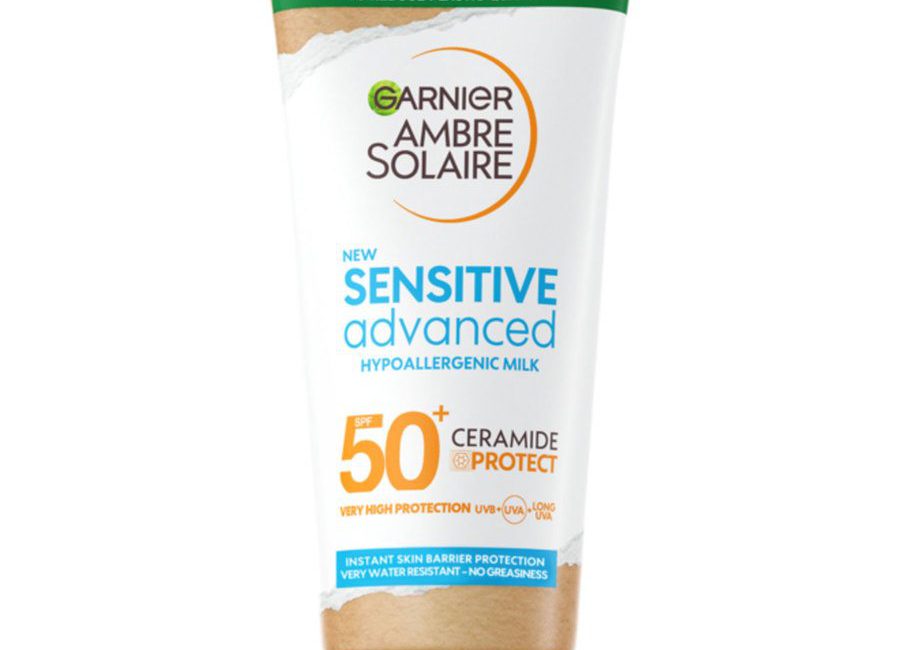 GARNIER
AMBRE
SOLAIRE
NEW
SENSITIVE
advanced
HYPOALLERGENIC MILK
SPF
50+
CERAMIDE
PROTECT
VERY HIGH PROTECTION UVB+UVA+LONG UVA
INSTANT SKIN BARRIER PROTECTION
VERY WATER RESISTANT - NO GREASINESS